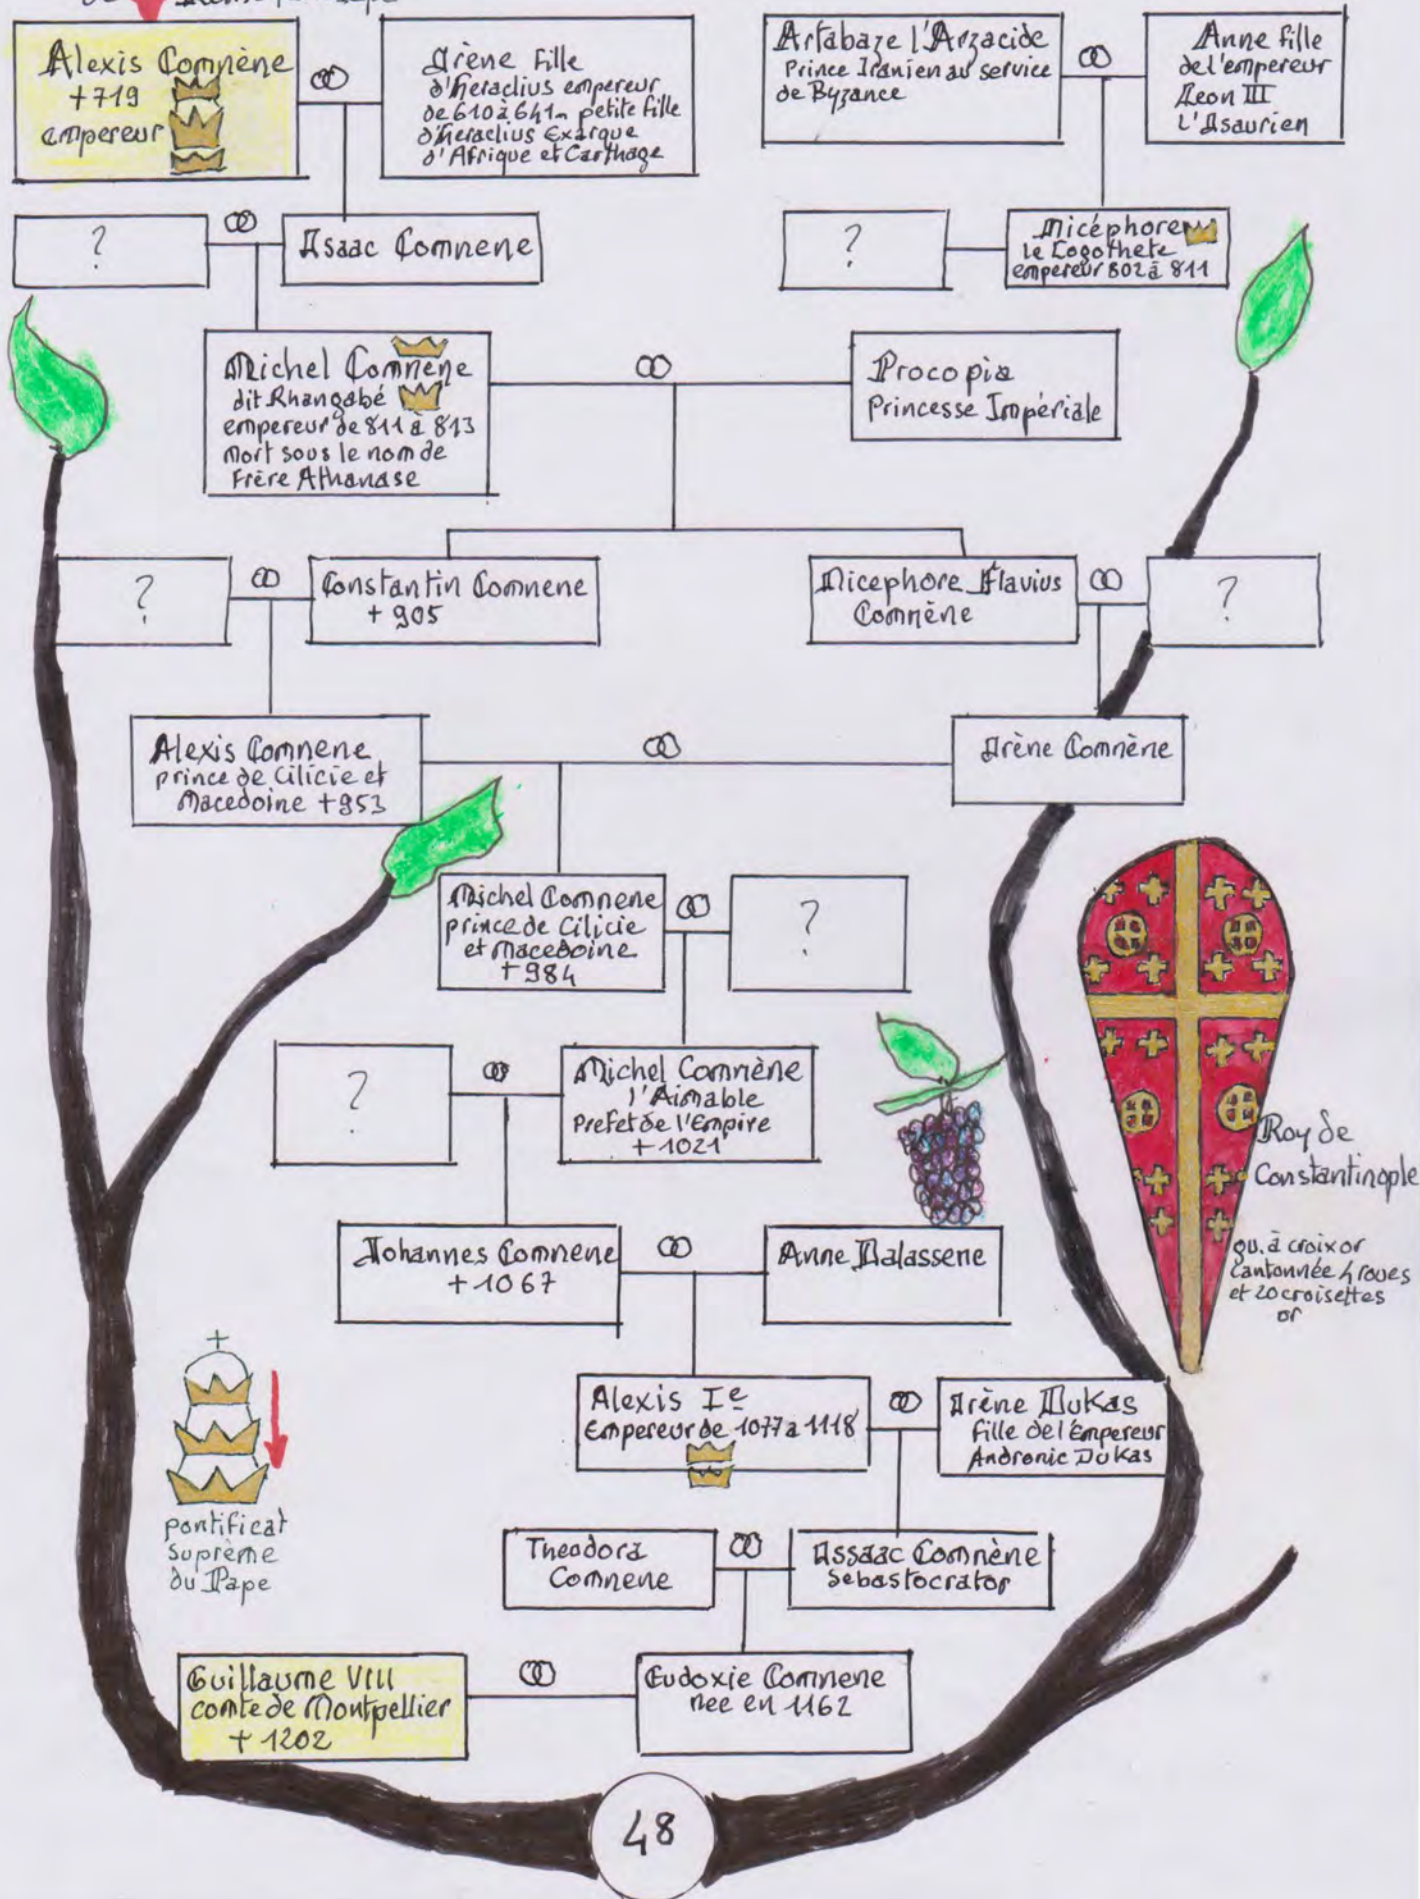 Alexis Comnène
+719
empereur
Irène fille
d'Heraclius empereur
de 610 à 641 petite fille
d'Heraclius Exarque
d'Afrique et Carthage
Artabaze l'Arzacide
Prince Iranien au service
de Byzance
Anne fille
de l'empereur
Leon III
l'Isaurien
?
Isaac Comnene
?
Nicéphore
le Logothete
empereur 802 à 811
Michel Comnene
dit Rhangabé
empereur de 811 à 813
Mort sous le nom de
Frère Athanase
Procopia
Princesse Impériale
?
Constantin Comnene
+ 905
Nicephore Flavius
Comnène
?
Alexis Comnene
prince de Cilicie et
Macedoine +953
Irène Comnène
Michel Comnene
prince de Cilicie
et Macedoine
+984
?
?
Michel Comnène
l'Aimable
Prefet de l'Empire
+ 1021
Roy de
Constantinople
gu. à croix or
cantonnée 4 roues
et 20 croisettes
or
Johannes Comnene
+ 1067
Anne Dalassene
Alexis Ie
Empereur de 1077 a 1118
Irène Dukas
fille de l'Empereur
Andronic Dukas
pontificat
suprème
du Pape
Theodora
Comnene
Issaac Comnène
Sebastocrator
Guillaume VIII
comte de Montpellier
+ 1202
Eudoxie Comnene
nee en 1162
48